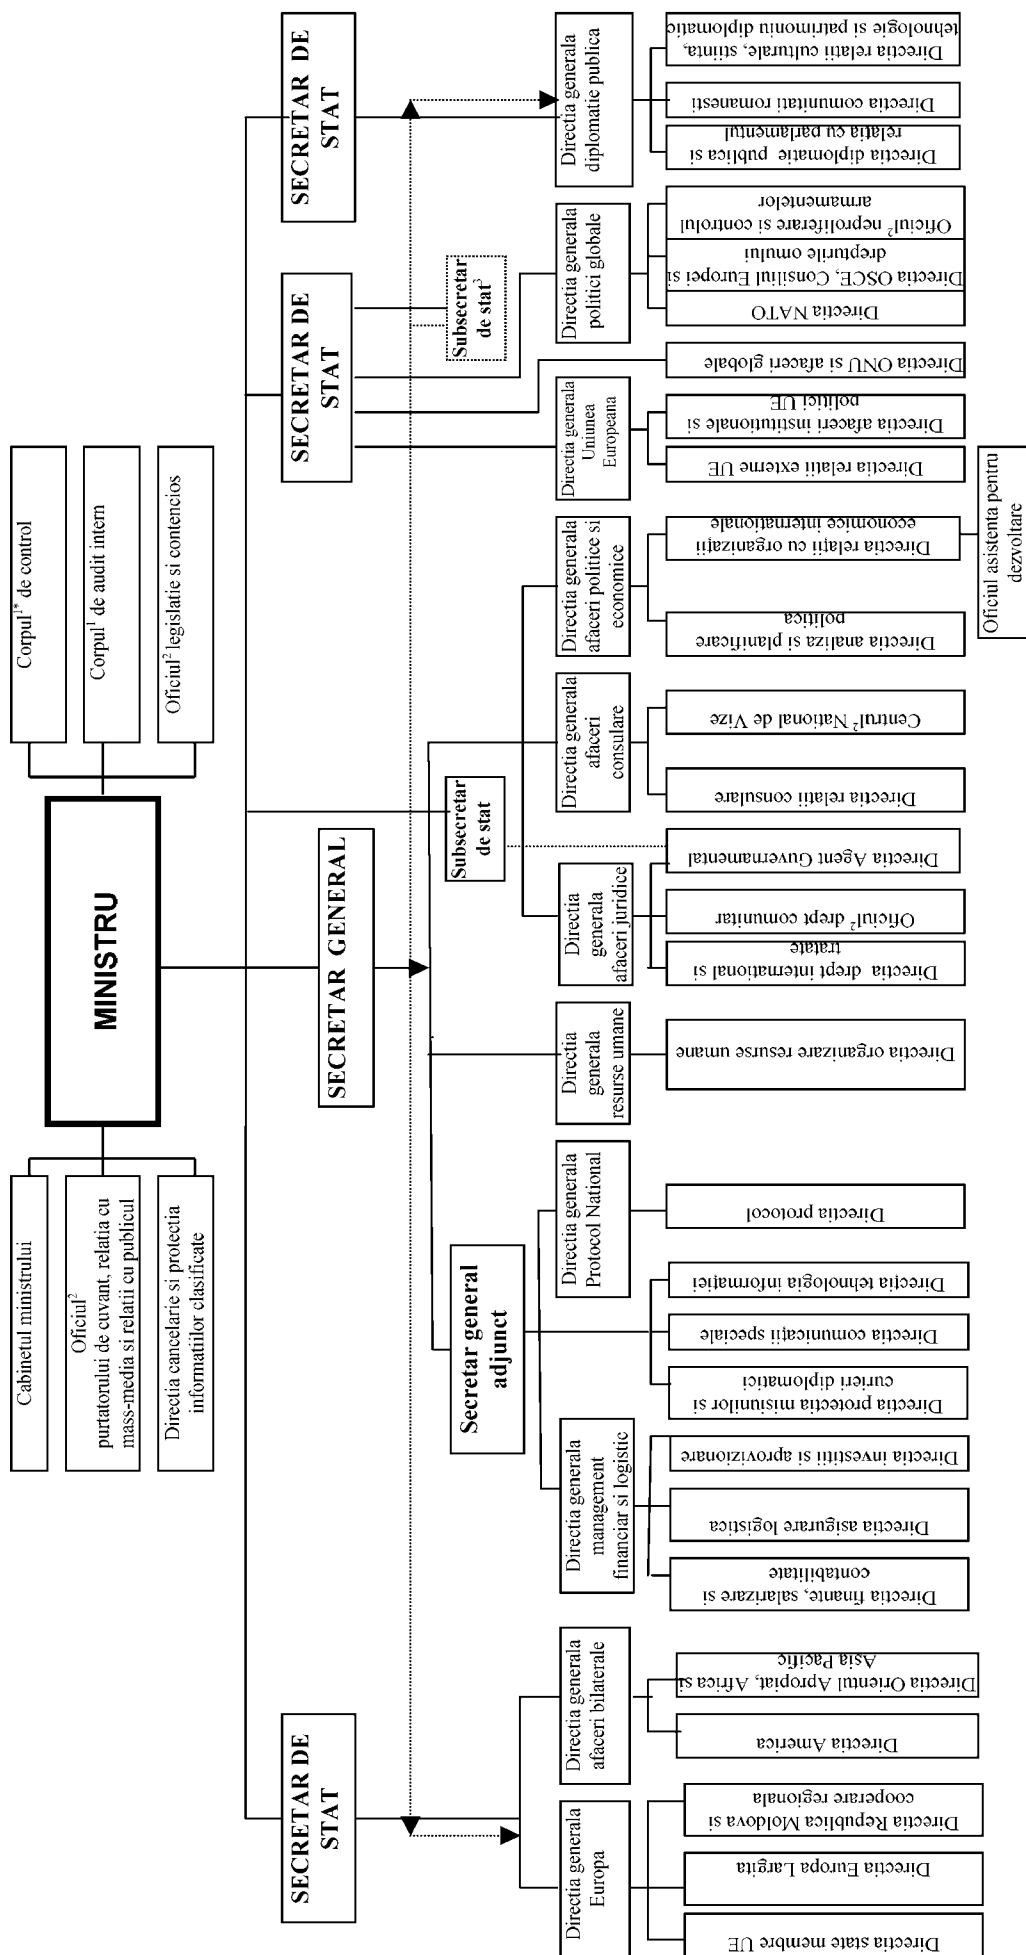 Cabinetul ministrului
Oficiul²
purtatorului de cuvant, relatia cu
mass-media si relatii cu publicul
Directia cancelarie si protectia
informatiilor clasificate
MINISTRU
Corpul¹* de control
Corpul¹ de audit intern
Oficiul² legislatie si contencios
SECRETAR DE
STAT
SECRETAR GENERAL
SECRETAR DE
STAT
SECRETAR DE
STAT
Secretar general
adjunct
Subsecretar
de stat
Subsecretar
de stat³
Directia generala
Europa
Directia generala
afaceri bilaterale
Directia generala
management
financiar si logistic
Directia generala
Protocol National
Directia
generala
resurse umane
Directia
generala
afaceri juridice
Directia generala
afaceri
consulare
Directia generala
afaceri politice si
economice
Directia generala
Uniunea
Europeana
Directia generala
politici globale
Directia generala
diplomatie publica
Directia state membre UE
Directia Europa Largita
Directia Republica Moldova si
cooperare regionala
Directia America
Directia Orientul Apropiat, Africa si
Asia Pacific
Directia finante, salarizare si
contabilitate
Directia asigurare logistica
Directia investitii si aprovizionare
Directia protectia misiunilor si
curieri diplomatici
Directia comunicaţii speciale
Directia tehnologia informaţiei
Directia protocol
Directia organizare resurse umane
Directia drept international si
tratate
Oficiul² drept comunitar
Directia Agent Guvernamental
Directia relatii consulare
Centrul² National de Vize
Directia analiza si planificare
politica
Directia relaţii cu organizaţii
economice internationale
Oficiul asistenta pentru
dezvoltare
Directia relatii externe UE
Directia afaceri institutionale si
politici UE
Directia ONU si afaceri globale
Directia NATO
Directia OSCE, Consiliul Europei si
drepturile omului
Oficiul² neproliferare si controlul
armamentelor
Directia diplomatie publica si
relatia cu parlamentul
Directia comunitati romanesti
Directia relatii culturale, stiinta,
tehnologie si patrimoniu diplomatic